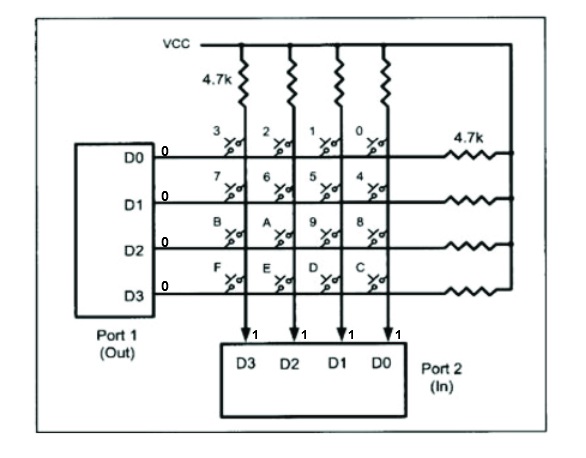 VCC
4.7k
3 2 1 0
4.7k
D0 0
7 6 5 4
D1 0
B A 9 8
D2 0
F E D C
D3 0
Port 1
(Out)
1 1 1 1
D3 D2 D1 D0
Port 2
(In)